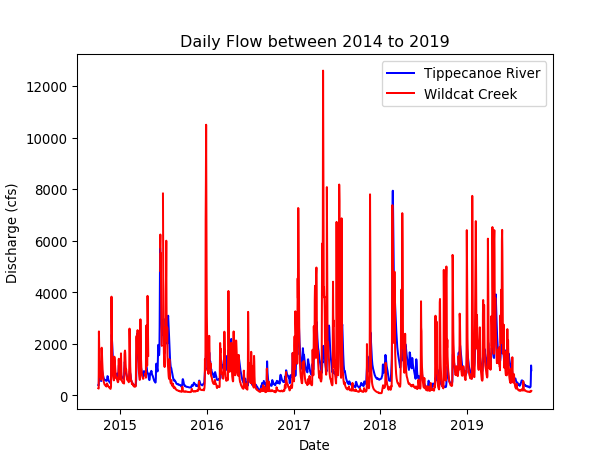 Daily Flow between 2014 to 2019
Tippecanoe River
Wildcat Creek
12000
10000
8000
6000
4000
2000
0
Discharge (cfs)
2015 2016 2017 2018 2019
Date